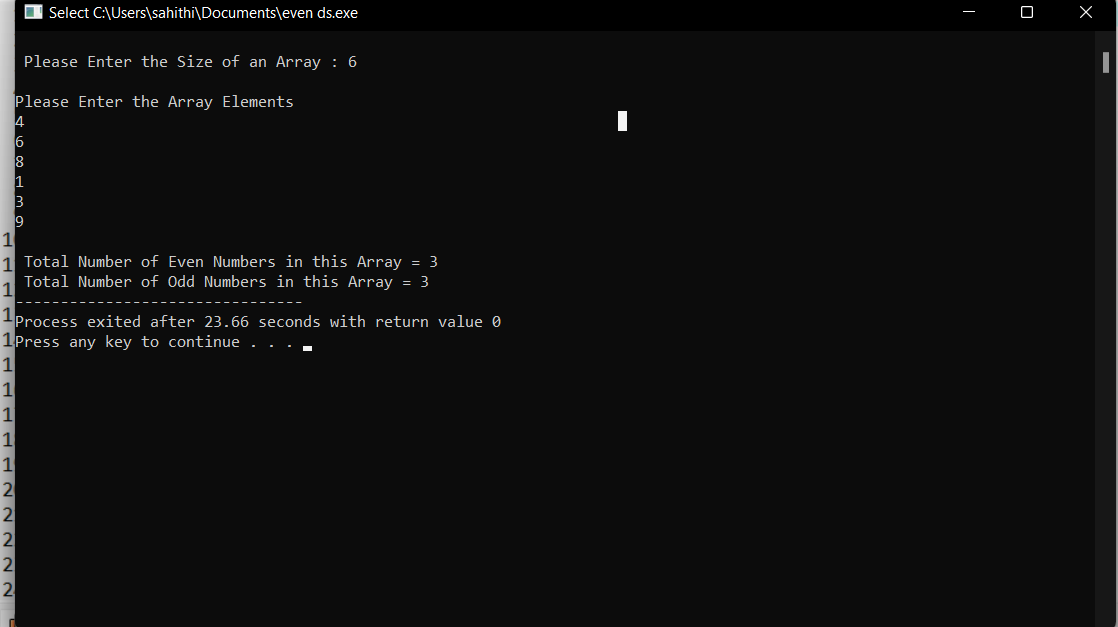 Select C:\Users\sahithi\Documents\even ds.exe
Please Enter the Size of an Array : 6
Please Enter the Array Elements
4
6
8
1
3
9
Total Number of Even Numbers in this Array = 3
Total Number of Odd Numbers in this Array = 3
--------------------------------
Process exited after 23.66 seconds with return value 0
Press any key to continue . . .